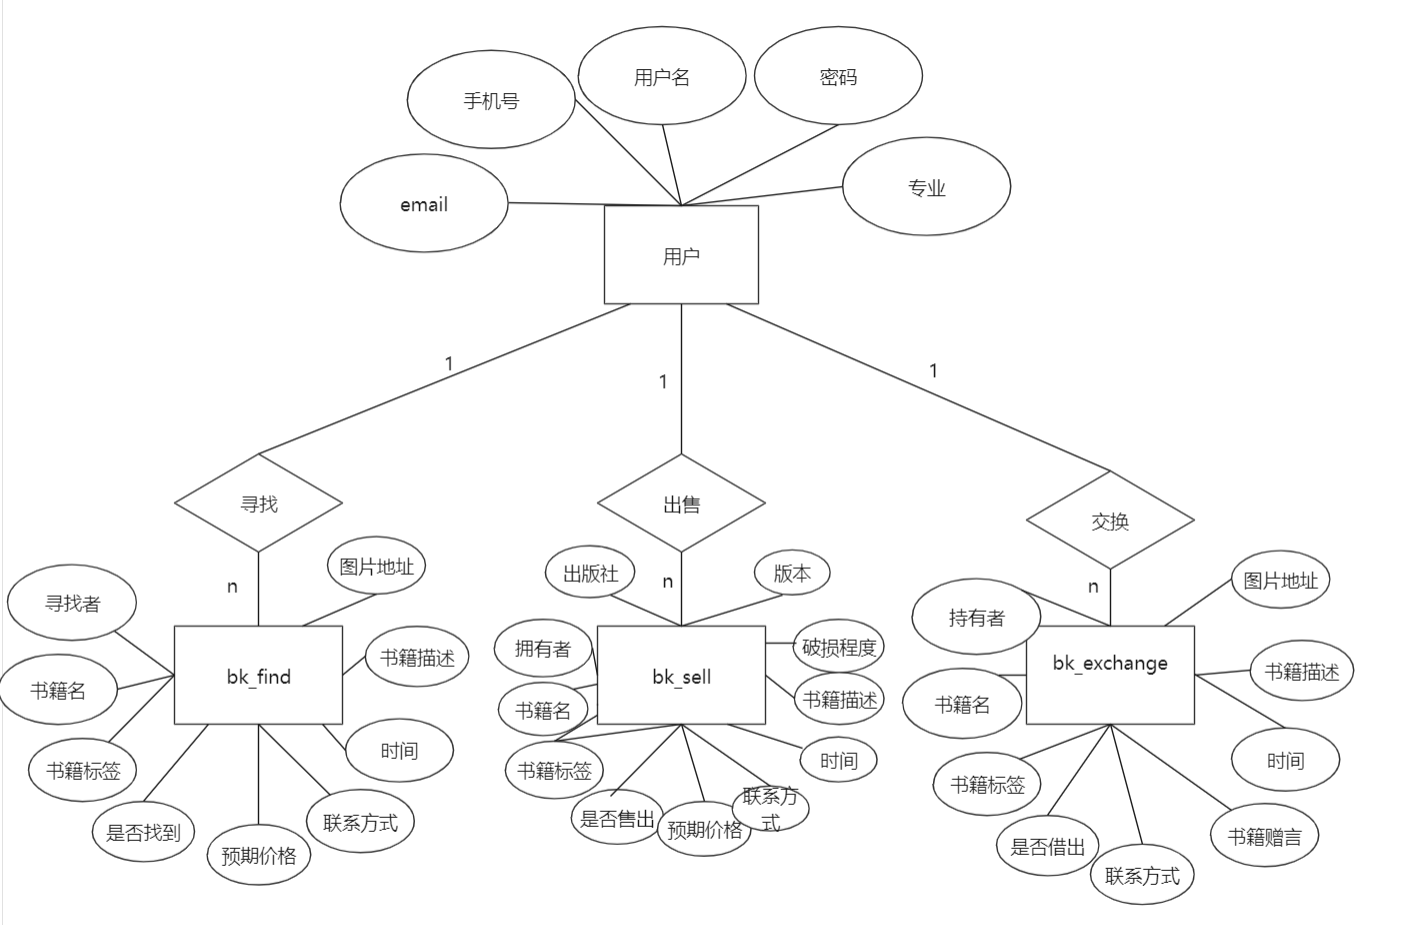 用户名
密码
手机号
专业
email
用户
1
1
1
寻找
出售
交换
n
n
n
图片地址
出版社
版本
图片地址
寻找者
持有者
拥有者
破损程度
书籍描述
bk_find
bk_sell
bk_exchange
书籍描述
书籍名
书籍名
书籍描述
书籍名
时间
书籍标签
书籍标签
时间
时间
书籍标签
是否找到
联系方式
预期价格
是否售出
预期价格
联系方
式
是否借出
书籍赠言
联系方式